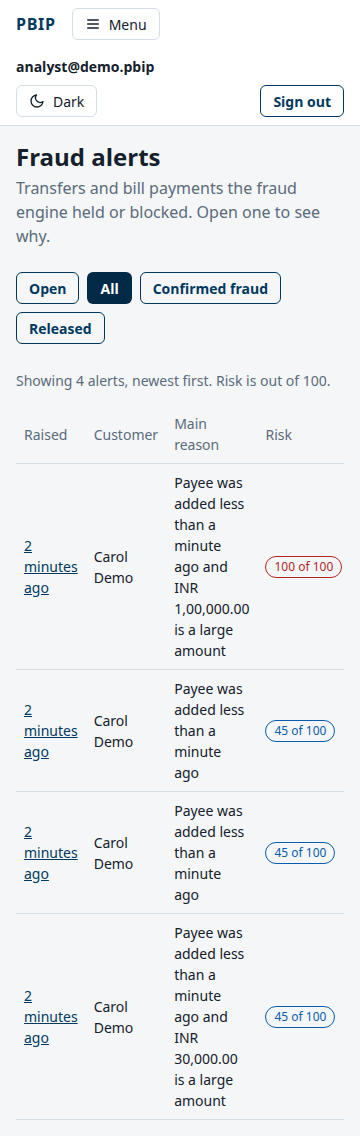 PBIP
Menu
analyst@demo.pbip
Dark
Sign out
Fraud alerts
Transfers and bill payments the fraud
engine held or blocked. Open one to see
why.
Open
All
Confirmed fraud
Released
Showing 4 alerts, newest first. Risk is out of 100.
Raised
Customer
Main
reason
Risk
2
minutes
ago
Carol
Demo
Payee was
added less
than a
minute
ago and
INR
1,00,000.00
is a large
amount
100 of 100
2
minutes
ago
Carol
Demo
Payee was
added less
than a
minute
ago
45 of 100
2
minutes
ago
Carol
Demo
Payee was
added less
than a
minute
ago
45 of 100
2
minutes
ago
Carol
Demo
Payee was
added less
than a
minute
ago and
INR
30,000.00
is a large
amount
45 of 100